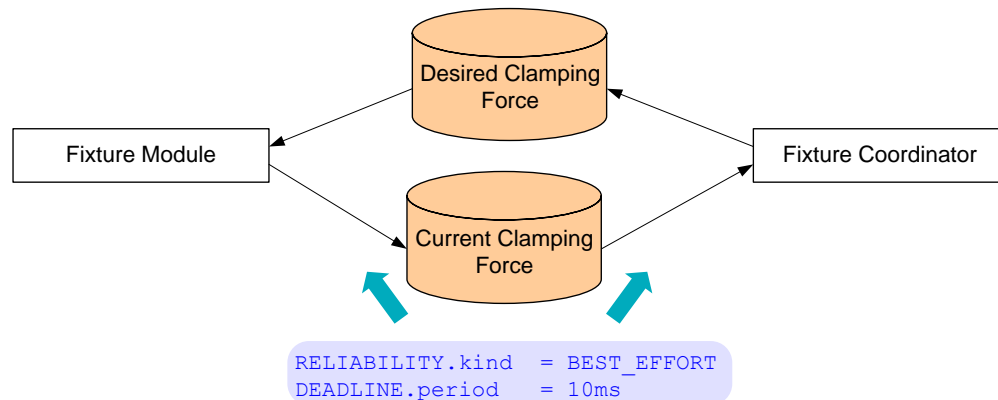 Desired Clamping
Force
Fixture Module
Fixture Coordinator
Current Clamping
Force
RELIABILITY.kind = BEST_EFFORT
DEADLINE.period = 10ms